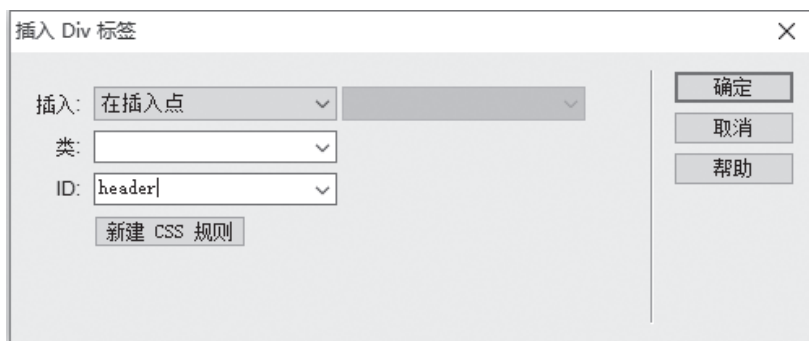 插入 Div 标签
插入: 在插入点
类:
ID: header
新建 CSS 规则
确定
取消
帮助